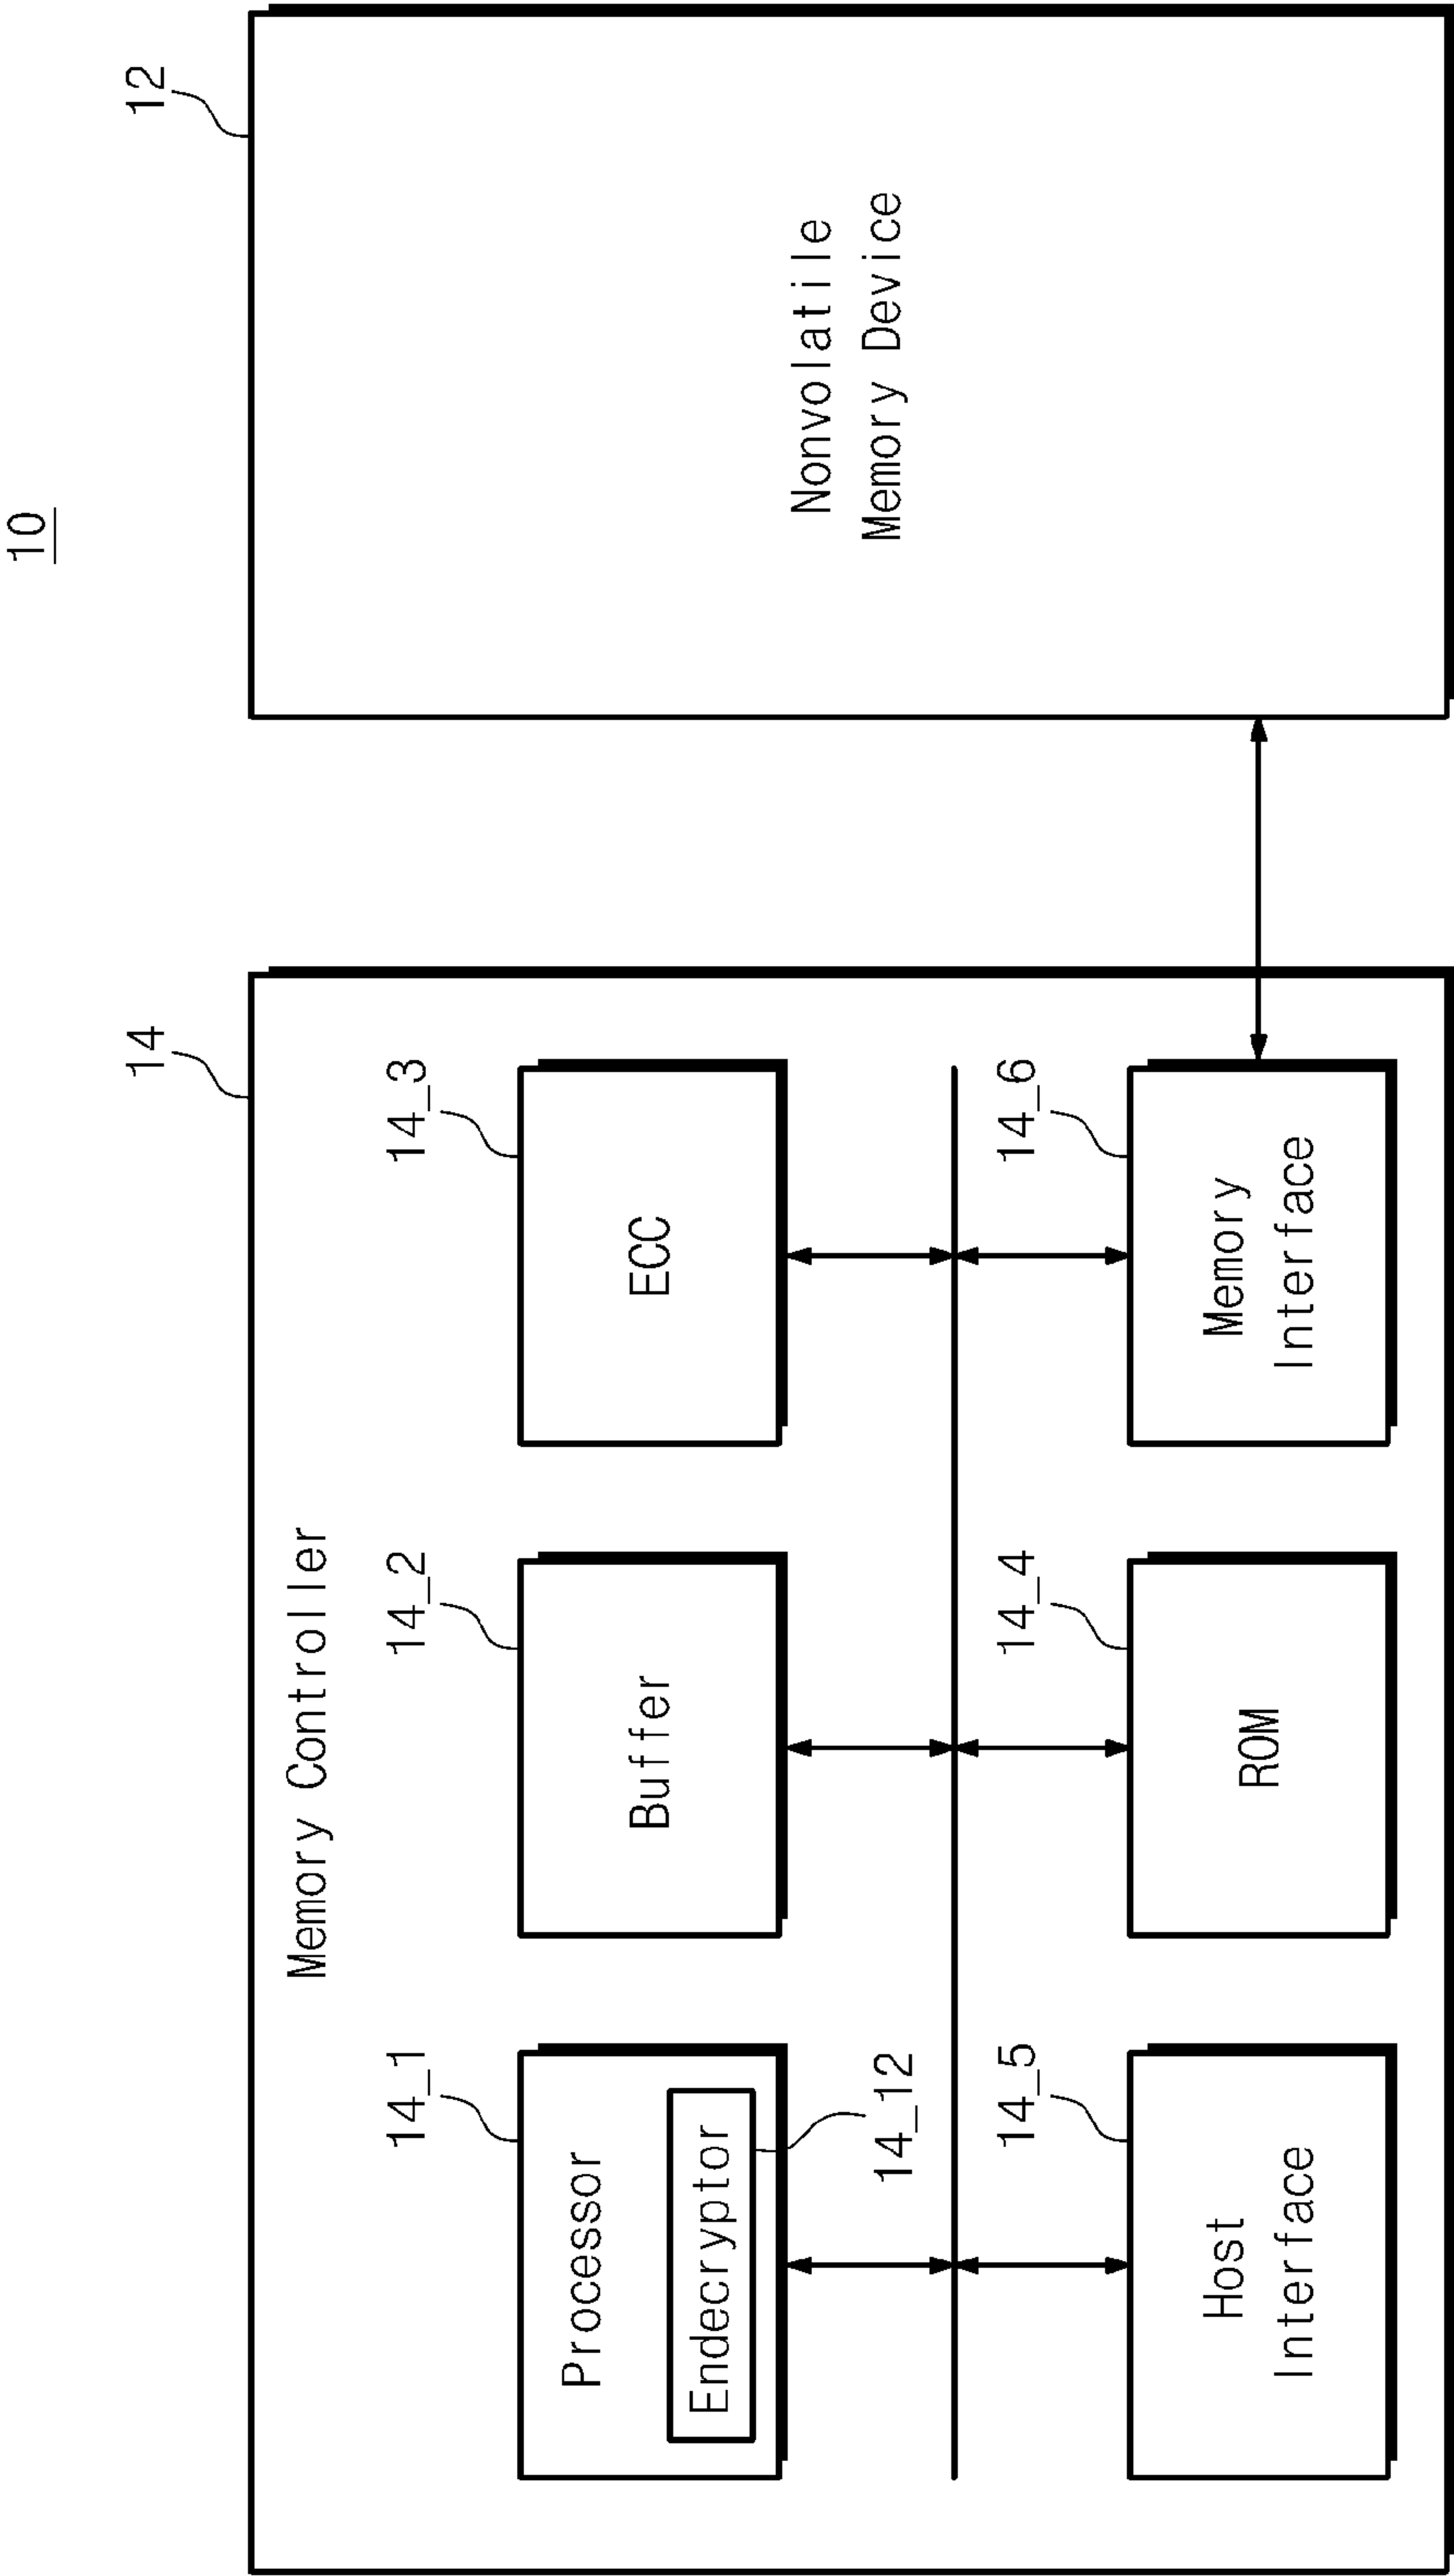 10
14
12
Memory Controller
14_1
14_2
14_3
Processor
Endecryptor
Buffer
ECC
Nonvolatile
Memory Device
14_12
14_5
14_4
14_6
Host
Interface
ROM
Memory
Interface